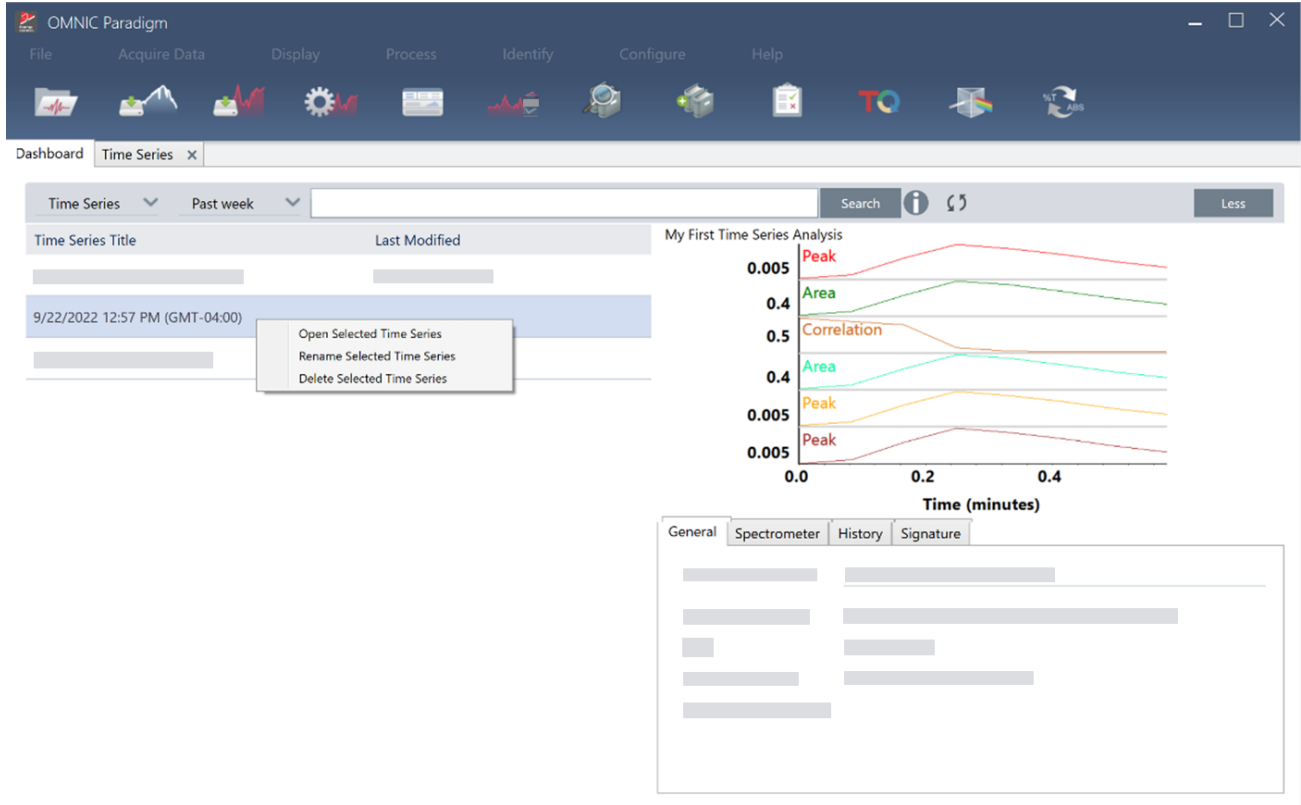 OMNIC Paradigm
File Acquire Data Display Process Identify Configure Help
TQ %T ABS
Dashboard Time Series
Time Series Past week Search Less
Time Series Title Last Modified
9/22/2022 12:57 PM (GMT-04:00)
Open Selected Time Series
Rename Selected Time Series
Delete Selected Time Series
My First Time Series Analysis
0.005 Peak
0.4 Area
0.5 Correlation
0.4 Area
0.005 Peak
0.005 Peak
0.0 0.2 0.4
Time (minutes)
General Spectrometer History Signature